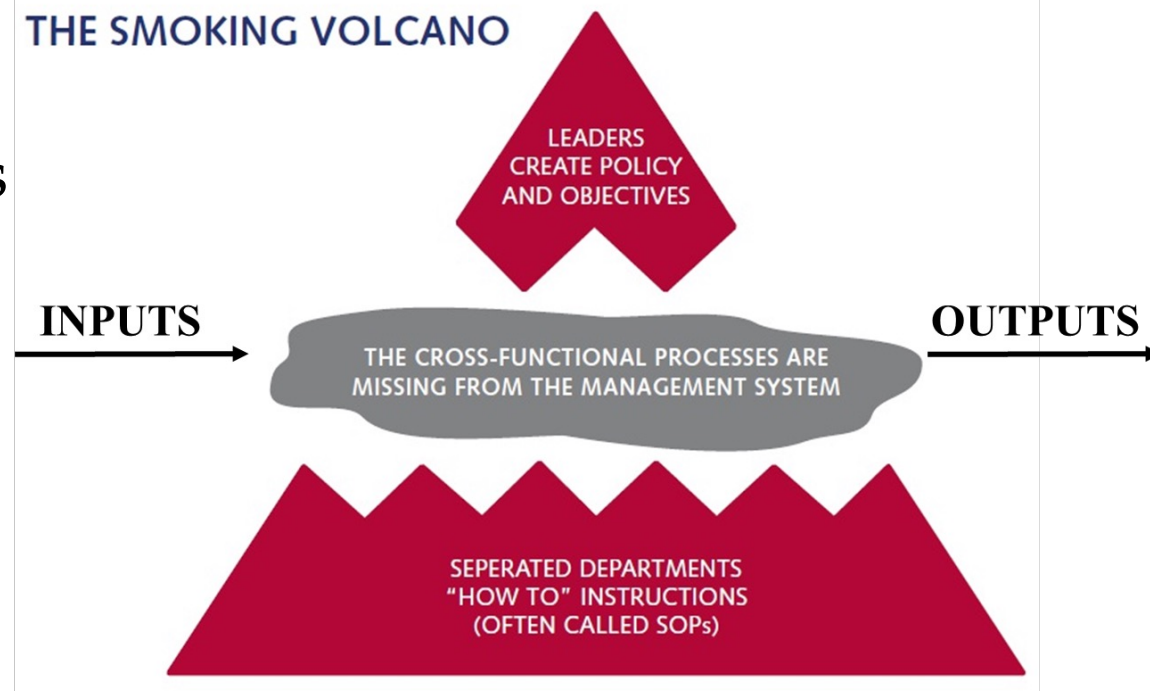 THE SMOKING VOLCANO
LEADERS
CREATE POLICY
AND OBJECTIVES
S
INPUTS
OUTPUTS
THE CROSS-FUNCTIONAL PROCESSES ARE
MISSING FROM THE MANAGEMENT SYSTEM
SEPERATED DEPARTMENTS
“HOW TO” INSTRUCTIONS
(OFTEN CALLED SOPs)